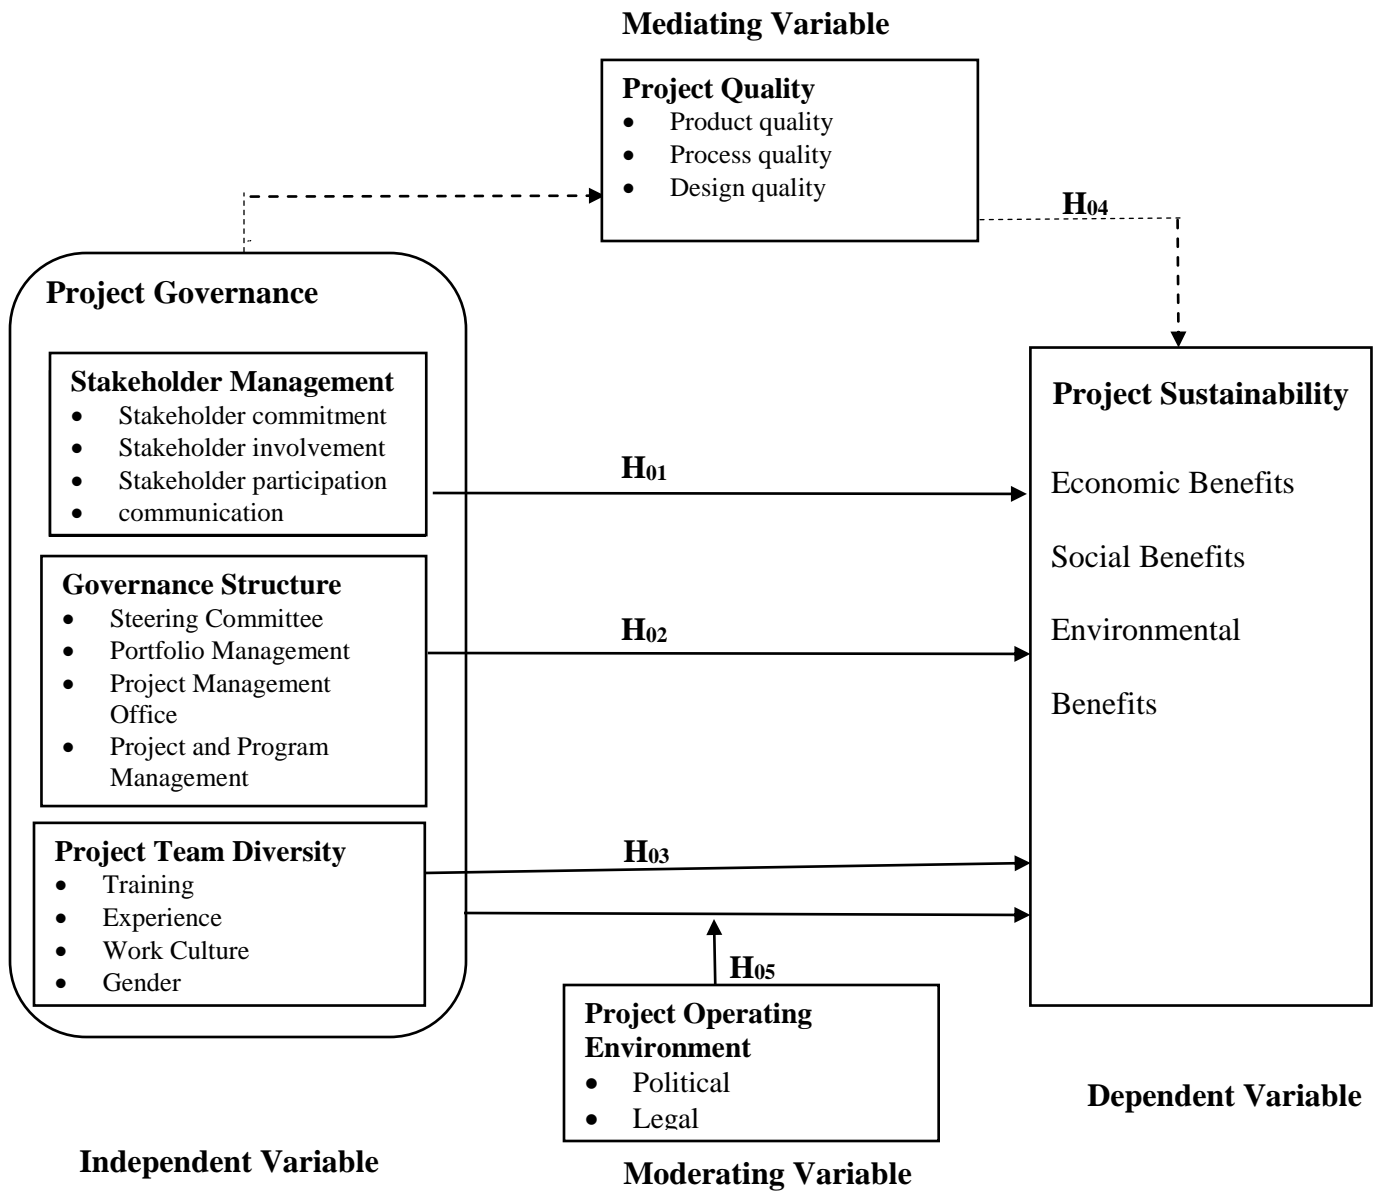 Mediating Variable
Project Quality
• Product quality
• Process quality
• Design quality
H04
Project Governance
Stakeholder Management
• Stakeholder commitment
• Stakeholder involvement
• Stakeholder participation
• communication
H01
Governance Structure
• Steering Committee
• Portfolio Management
• Project Management
Office
• Project and Program
Management
H02
Project Team Diversity
• Training
• Experience
• Work Culture
• Gender
H03
H05
Project Operating
Environment
• Political
• Legal
Project Sustainability
Economic Benefits
Social Benefits
Environmental
Benefits
Dependent Variable
Independent Variable
Moderating Variable